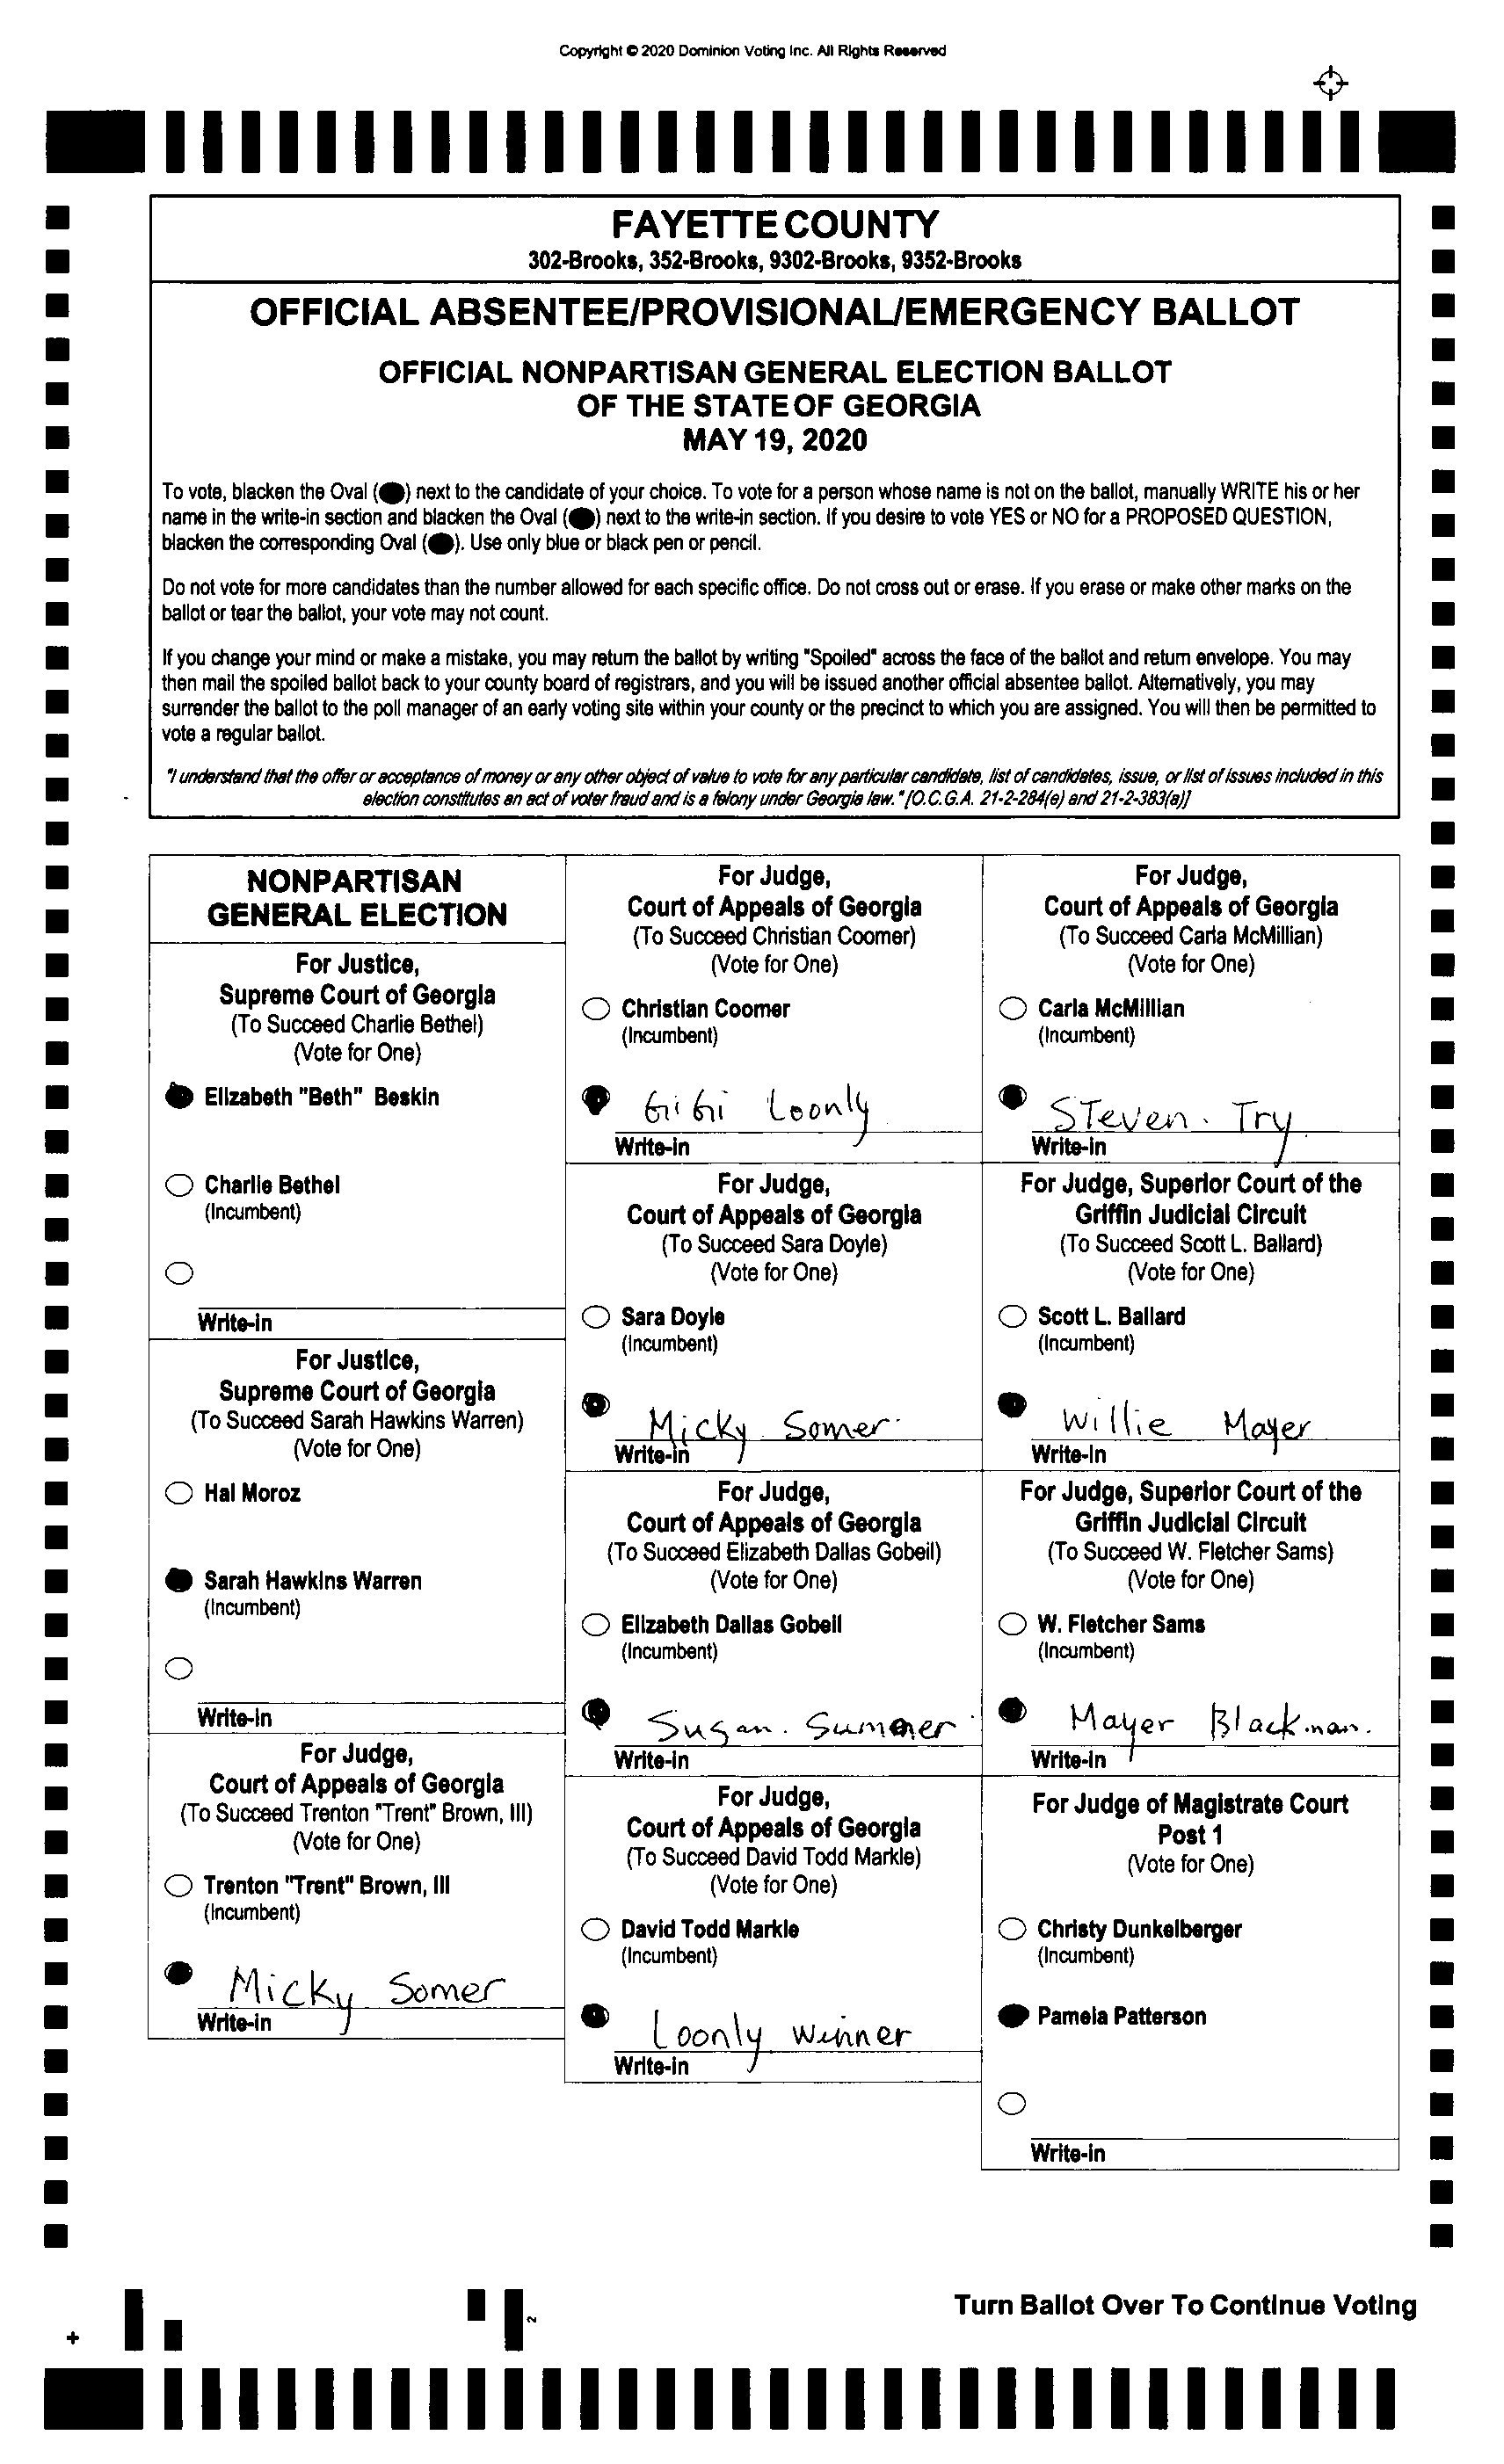 Copyright © 2020 Dominion Voting Inc. All Rights Reserved
FAYETTE COUNTY
302-Brooks, 352-Brooks, 9302-Brooks, 9352-Brooks
OFFICIAL ABSENTEE/PROVISIONAL/EMERGENCY BALLOT
OFFICIAL NONPARTISAN GENERAL ELECTION BALLOT
OF THE STATE OF GEORGIA
MAY 19, 2020
To vote, blacken the Oval (⬬) next to the candidate of your choice. To vote for a person whose name is not on the ballot, manually WRITE his or her
name in the write-in section and blacken the Oval (⬬) next to the write-in section. If you desire to vote YES or NO for a PROPOSED QUESTION,
blacken the corresponding Oval (⬬). Use only blue or black pen or pencil.
Do not vote for more candidates than the number allowed for each specific office. Do not cross out or erase. If you erase or make other marks on the
ballot or tear the ballot, your vote may not count.
If you change your mind or make a mistake, you may return the ballot by writing "Spoiled" across the face of the ballot and return envelope. You may
then mail the spoiled ballot back to your county board of registrars, and you will be issued another official absentee ballot. Alternatively, you may
surrender the ballot to the poll manager of an early voting site within your county or the precinct to which you are assigned. You will then be permitted to
vote a regular ballot.
"I understand that the offer or acceptance of money or any other object of value to vote for any particular candidate, list of candidates, issue, or list of issues included in this
election constitutes an act of voter fraud and is a felony under Georgia law." [O.C.G.A. 21-2-284(e) and 21-2-383(a)]
NONPARTISAN
GENERAL ELECTION
For Justice,
Supreme Court of Georgia
(To Succeed Charlie Bethel)
(Vote for One)
Elizabeth "Beth" Beskin
Charlie Bethel
(Incumbent)
Write-in
For Justice,
Supreme Court of Georgia
(To Succeed Sarah Hawkins Warren)
(Vote for One)
Hal Moroz
Sarah Hawkins Warren
(Incumbent)
Write-in
For Judge,
Court of Appeals of Georgia
(To Succeed Trenton "Trent" Brown, III)
(Vote for One)
Trenton "Trent" Brown, III
(Incumbent)
Micky Somer
Write-in
For Judge,
Court of Appeals of Georgia
(To Succeed Christian Coomer)
(Vote for One)
Christian Coomer
(Incumbent)
GiGi Loonly
Write-in
For Judge,
Court of Appeals of Georgia
(To Succeed Sara Doyle)
(Vote for One)
Sara Doyle
(Incumbent)
Micky Somer
Write-in
For Judge,
Court of Appeals of Georgia
(To Succeed Elizabeth Dallas Gobeil)
(Vote for One)
Elizabeth Dallas Gobeil
(Incumbent)
Susan Summer
Write-in
For Judge,
Court of Appeals of Georgia
(To Succeed David Todd Markle)
(Vote for One)
David Todd Markle
(Incumbent)
Loonly Winner
Write-in
For Judge,
Court of Appeals of Georgia
(To Succeed Carla McMillian)
(Vote for One)
Carla McMillian
(Incumbent)
Steven Try
Write-in
For Judge, Superior Court of the
Griffin Judicial Circuit
(To Succeed Scott L. Ballard)
(Vote for One)
Scott L. Ballard
(Incumbent)
Willie Mayer
Write-in
For Judge, Superior Court of the
Griffin Judicial Circuit
(To Succeed W. Fletcher Sams)
(Vote for One)
W. Fletcher Sams
(Incumbent)
Mayer Blackman.
Write-in
For Judge of Magistrate Court
Post 1
(Vote for One)
Christy Dunkelberger
(Incumbent)
Pamela Patterson
Write-in
Turn Ballot Over To Continue Voting
2